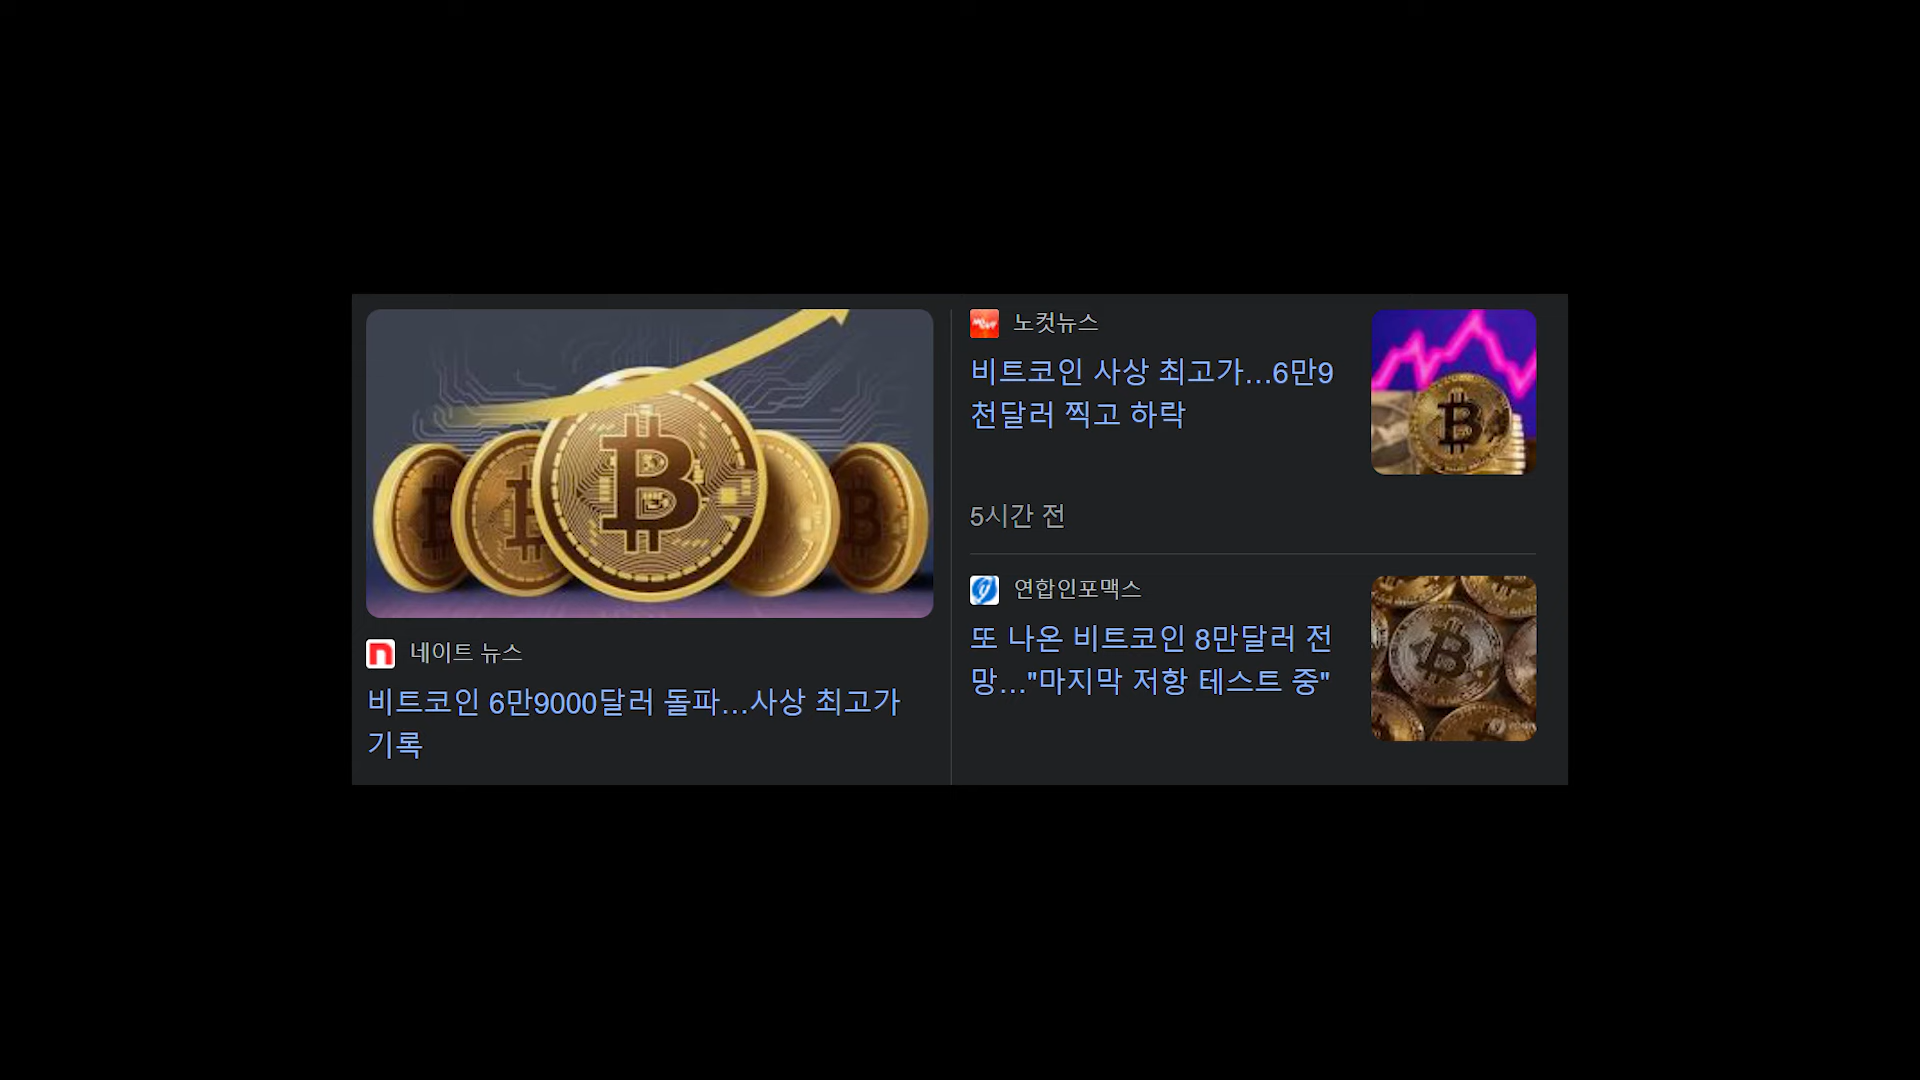 네이트 뉴스
비트코인 6만9000달러 돌파...사상 최고가
기록
노컷뉴스
비트코인 사상 최고가...6만9
천달러 찍고 하락
5시간 전
연합인포맥스
또 나온 비트코인 8만달러 전
망..."마지막 저항 테스트 중"